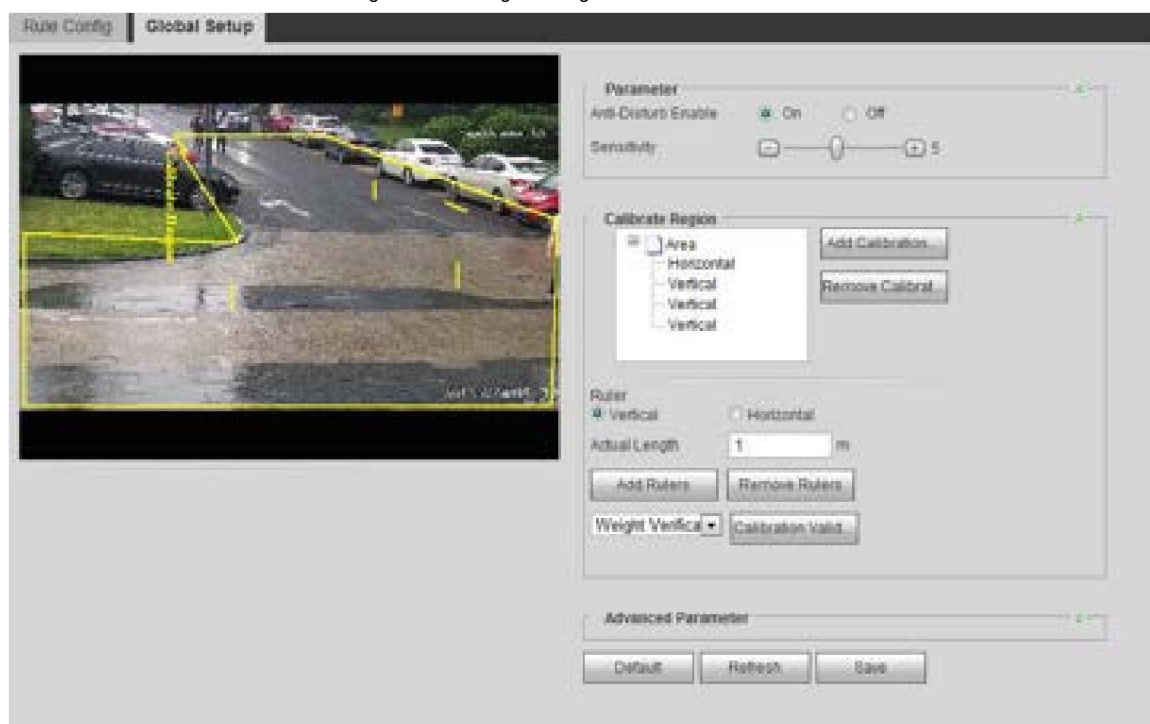 Rule Config Global Setup
Parameter
Anti-Disturb Enable On Off
Sensitivity 5
Calibrate Region
Area
Horizontal
Vertical
Vertical
Vertical
Add Calibration...
Remove Calibrat...
Ruler
Vertical Horizontal
Actual Length 1 m
Add Rulers Remove Rulers
Weight Verifica Calibration Valid...
Advanced Parameter
Default Refresh Save